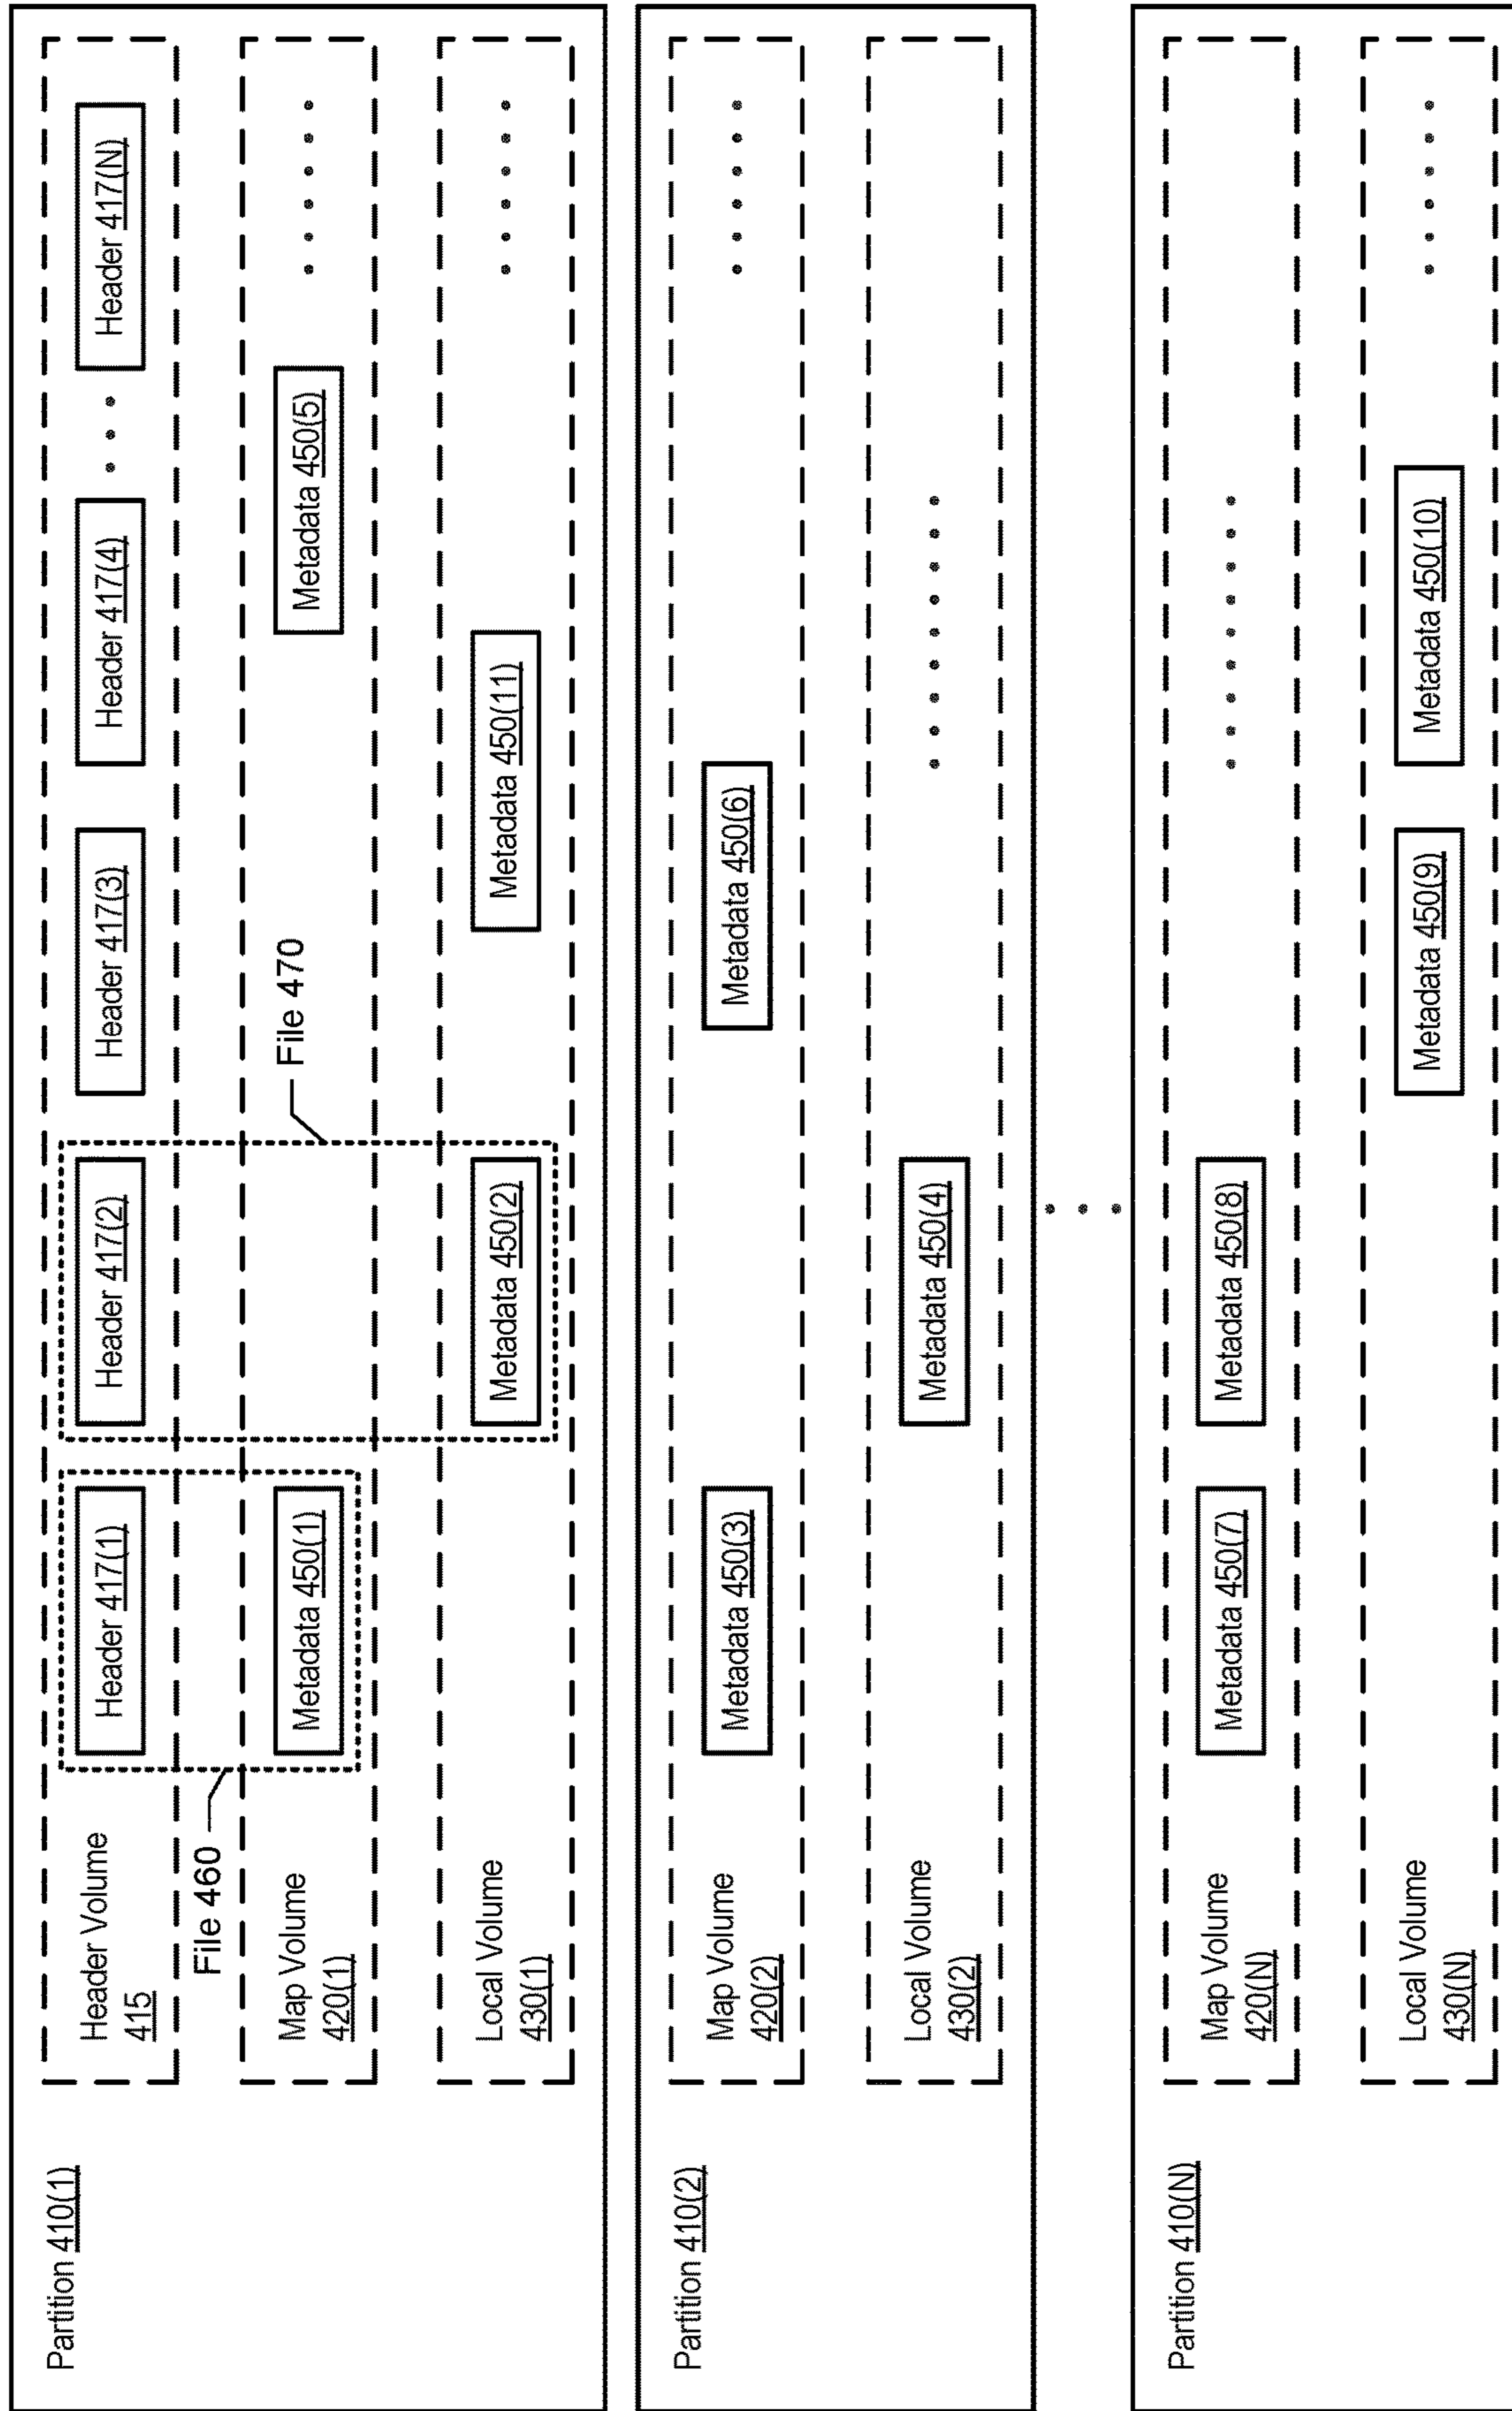 Partition 410(1)
Header Volume
415
Header 417(1)
Header 417(2)
Header 417(3)
Header 417(4)
Header 417(N)
File 460
File 470
Map Volume
420(1)
Metadata 450(1)
Metadata 450(5)
Local Volume
430(1)
Metadata 450(2)
Metadata 450(11)
Partition 410(2)
Map Volume
420(2)
Metadata 450(3)
Metadata 450(6)
Local Volume
430(2)
Metadata 450(4)
Partition 410(N)
Map Volume
420(N)
Metadata 450(7)
Metadata 450(8)
Local Volume
430(N)
Metadata 450(9)
Metadata 450(10)